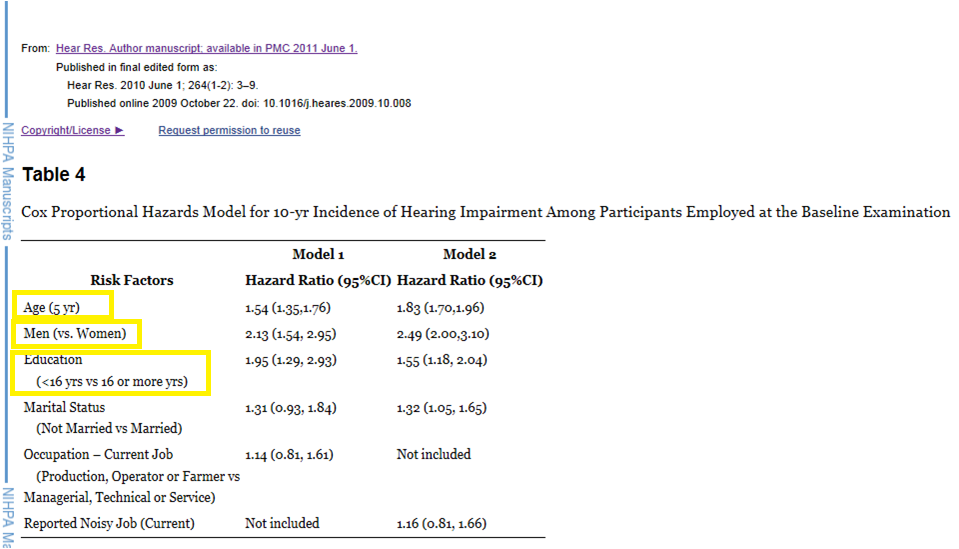 From: Hear Res. Author manuscript; available in PMC 2011 June 1.
Published in final edited form as:
Hear Res. 2010 June 1; 264(1-2): 3–9.
Published online 2009 October 22. doi: 10.1016/j.heares.2009.10.008
Copyright/License ► Request permission to reuse
NIHPA Manuscripts
Table 4
Cox Proportional Hazards Model for 10-yr Incidence of Hearing Impairment Among Participants Employed at the Baseline Examination
Model 1 Model 2
Risk Factors Hazard Ratio (95%CI) Hazard Ratio (95%CI)
Age (5 yr) 1.54 (1.35,1.76) 1.83 (1.70,1.96)
Men (vs. Women) 2.13 (1.54, 2.95) 2.49 (2.00,3.10)
Education 1.95 (1.29, 2.93) 1.55 (1.18, 2.04)
(<16 yrs vs 16 or more yrs)
Marital Status 1.31 (0.93, 1.84) 1.32 (1.05, 1.65)
(Not Married vs Married)
Occupation – Current Job 1.14 (0.81, 1.61) Not included
(Production, Operator or Farmer vs
Managerial, Technical or Service)
Reported Noisy Job (Current) Not included 1.16 (0.81, 1.66)
NIHPA Ma